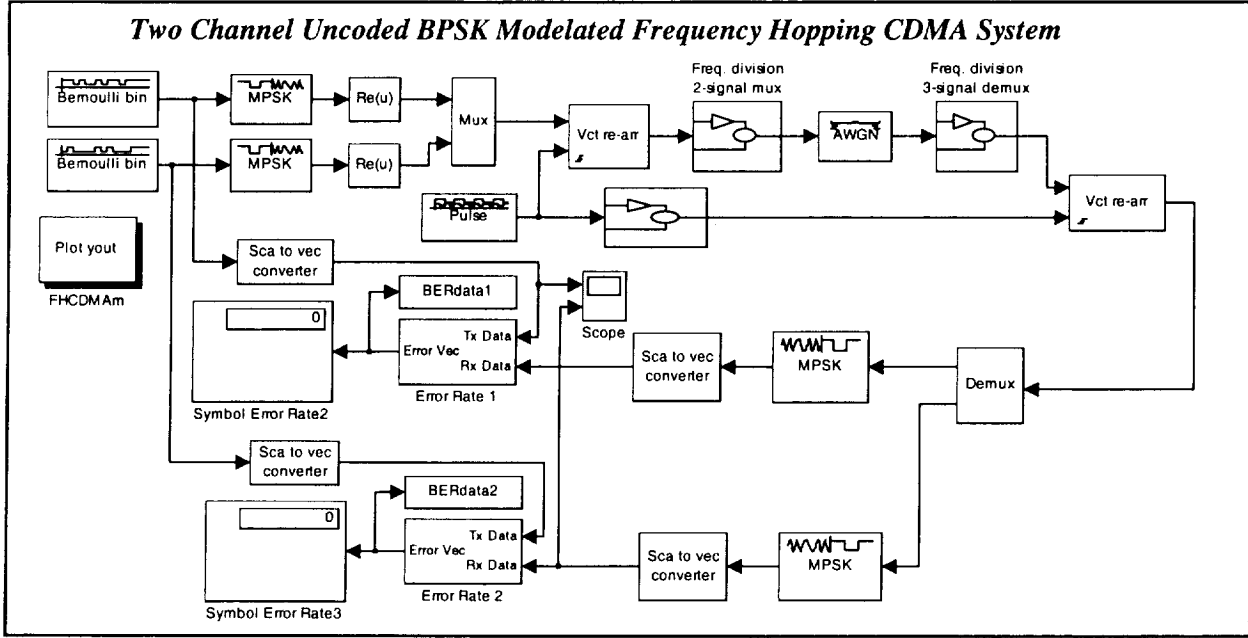 Two Channel Uncoded BPSK Modelated Frequency Hopping CDMA System
Freq. division
2-signal mux
Freq. division
3-signal demux
Bernoulli bin
MPSK
Re(u)
Mux
Vct re-arr
AWGN
Bernoulli bin
MPSK
Re(u)
Pulse
Vct re-arr
Plot yout
FHCDMAm
Sca to vec
converter
BERdata1
Scope
0
Tx Data
Error Vec
Rx Data
Error Rate 1
Sca to vec
converter
MPSK
Demux
Symbol Error Rate2
Sca to vec
converter
BERdata2
0
Tx Data
Error Vec
Rx Data
Error Rate 2
Sca to vec
converter
MPSK
Symbol Error Rate3